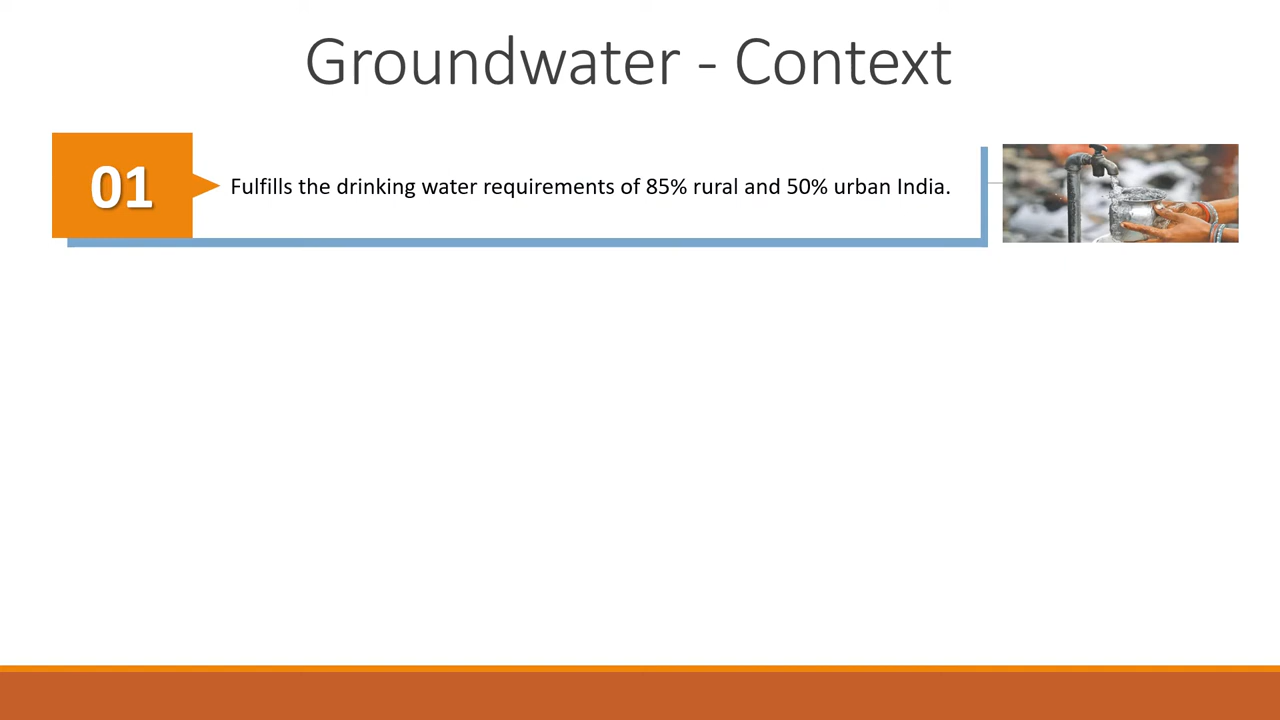 Groundwater - Context
01
Fulfills the drinking water requirements of 85% rural and 50% urban India.